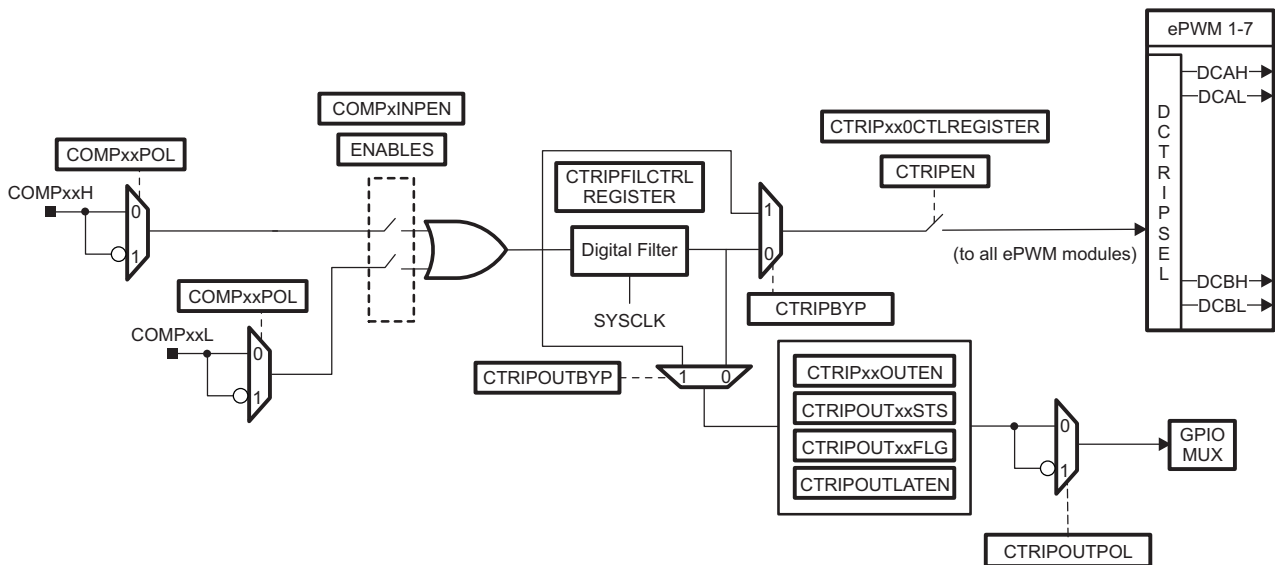 ePWM 1-7
DCAH
DCAL
DCTRIPSEL
DCBH
DCBL
COMPxINPEN
ENABLES
COMPxxPOL
COMPxxH
0
1
COMPxxPOL
COMPxxL
0
1
CTRIPFILCTRL
REGISTER
Digital Filter
SYSCLK
1
0
CTRIPBYP
CTRIPxx0CTLREGISTER
CTRIPEN
(to all ePWM modules)
CTRIPOUTBYP
1 0
CTRIPxxOUTEN
CTRIPOUTxxSTS
CTRIPOUTxxFLG
CTRIPOUTLATEN
0
1
CTRIPOUTPOL
GPIO
MUX